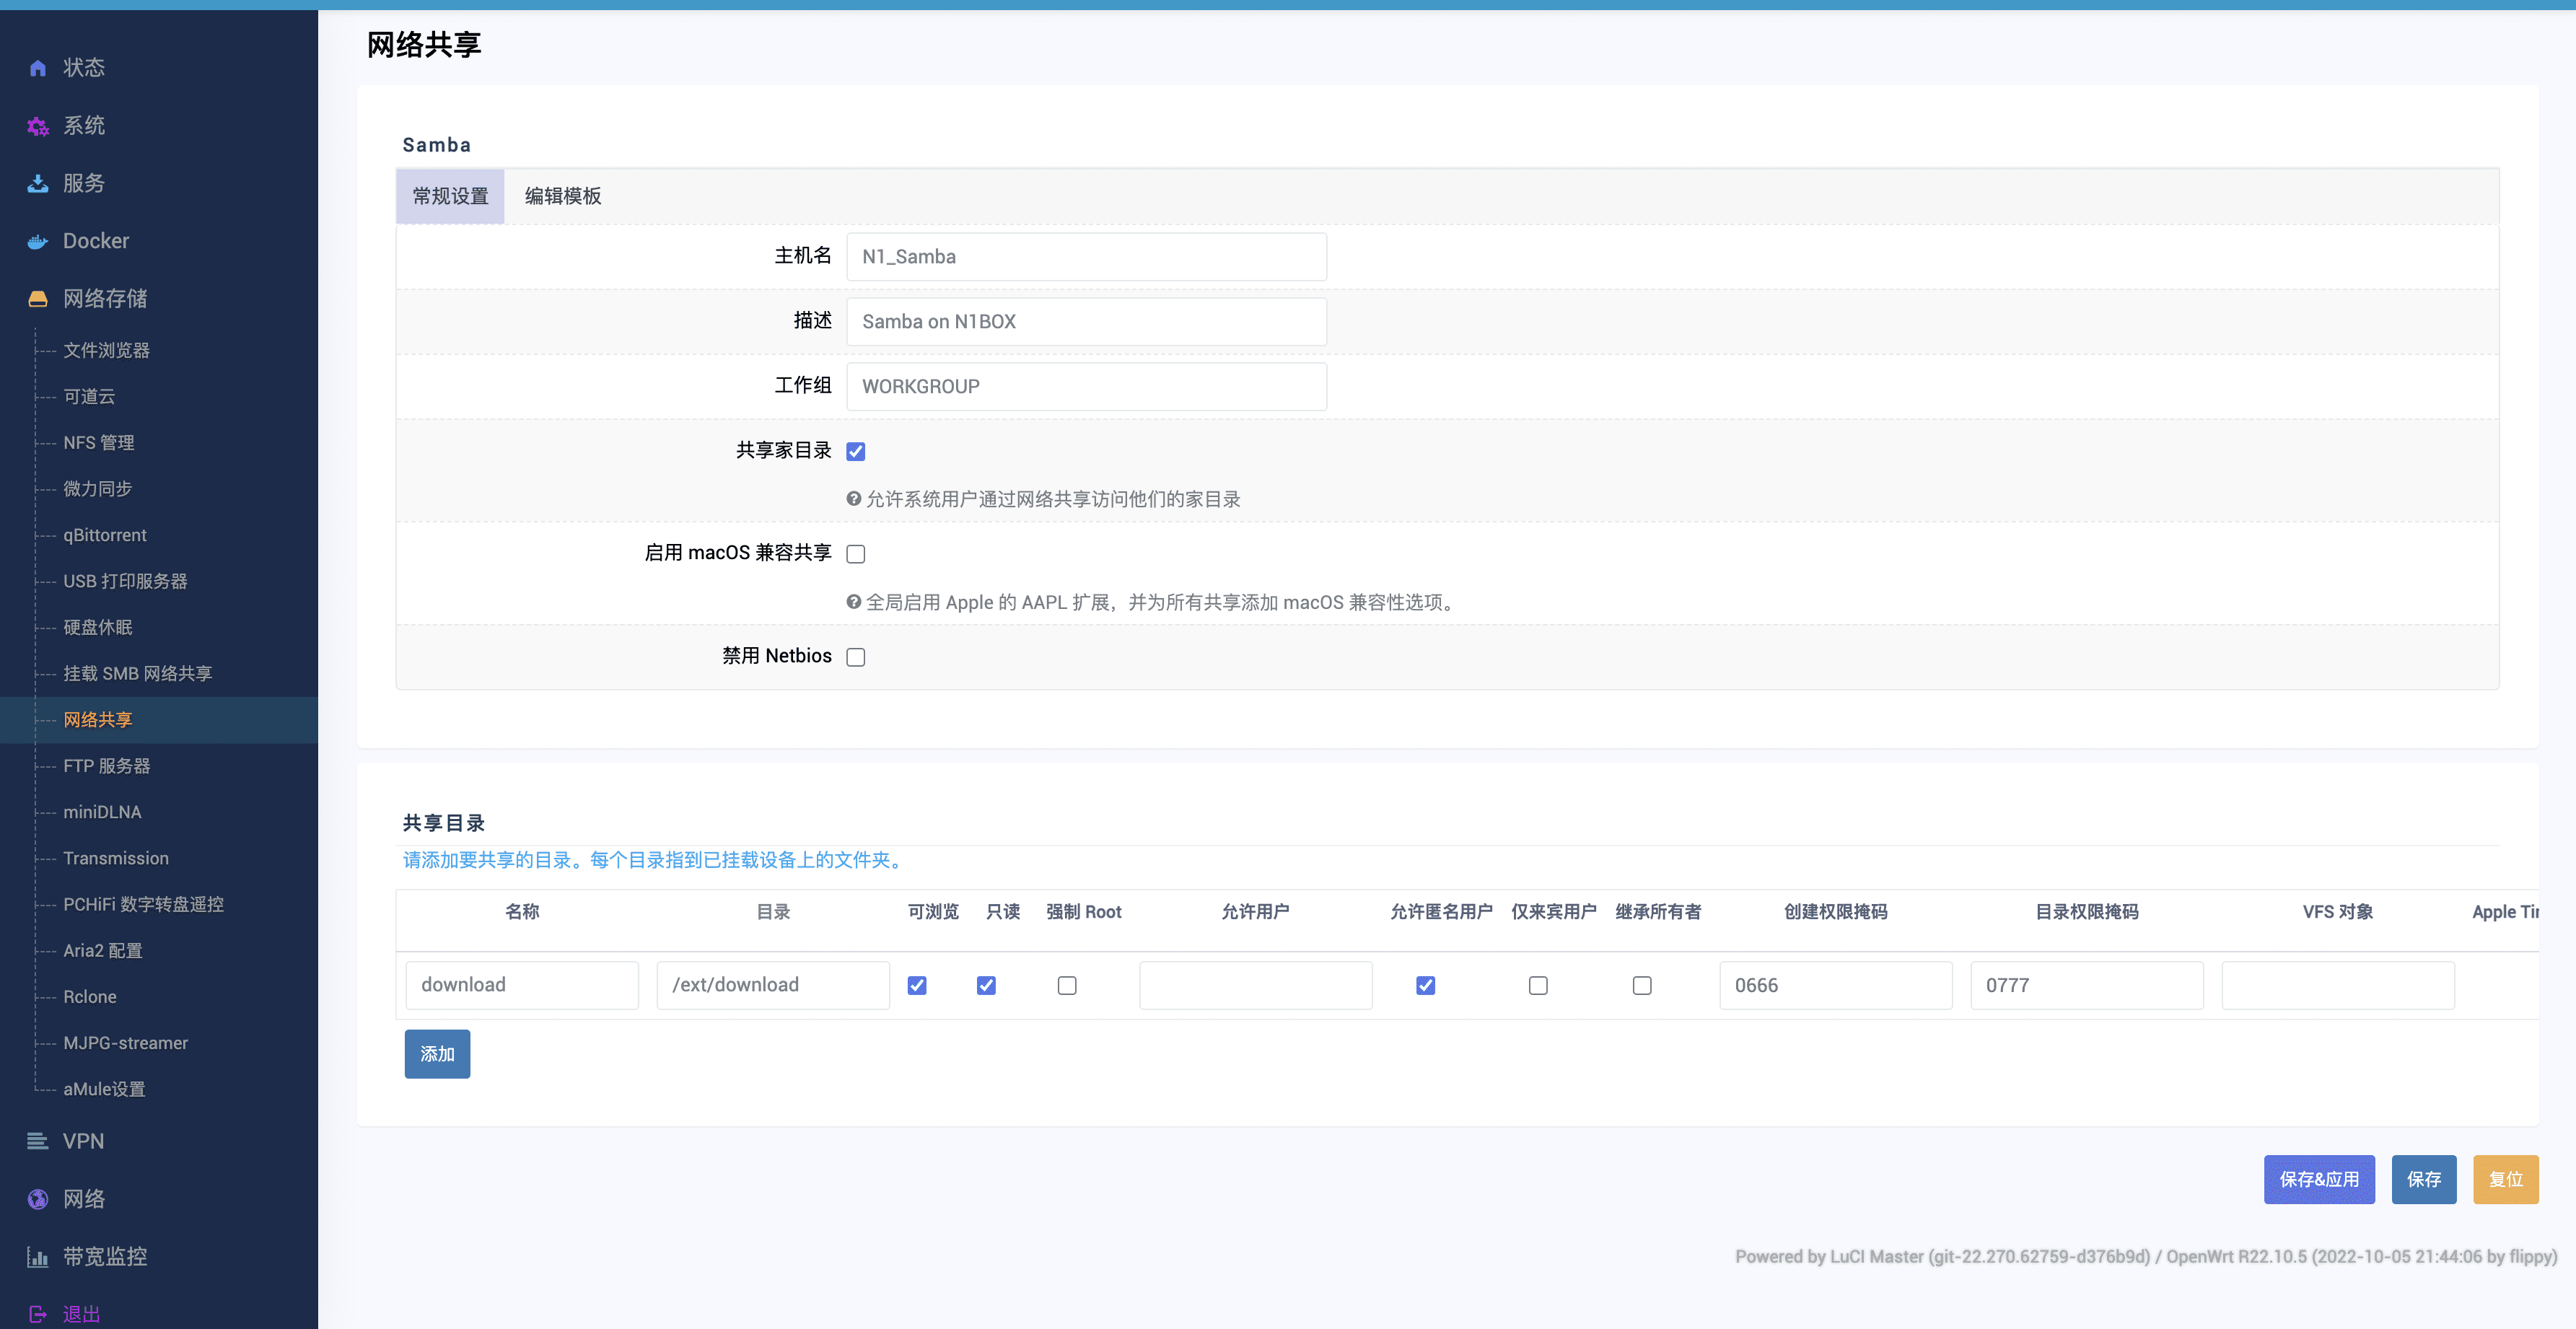 网络共享
状态
系统
服务
Docker
网络存储
文件浏览器
可道云
NFS 管理
微力同步
qBittorrent
USB 打印服务器
硬盘休眠
挂载 SMB 网络共享
网络共享
FTP 服务器
miniDLNA
Transmission
PCHiFi 数字转盘遥控
Aria2 配置
Rclone
MJPG-streamer
aMule设置
VPN
网络
带宽监控
退出
Samba
常规设置 编辑模板
主机名 N1_Samba
描述 Samba on N1BOX
工作组 WORKGROUP
共享家目录
允许系统用户通过网络共享访问他们的家目录
启用 macOS 兼容共享
全局启用 Apple 的 AAPL 扩展，并为所有共享添加 macOS 兼容性选项。
禁用 Netbios
共享目录
请添加要共享的目录。每个目录指到已挂载设备上的文件夹。
名称 目录 可浏览 只读 强制 Root 允许用户 允许匿名用户 仅来宾用户 继承所有者 创建权限掩码 目录权限掩码 VFS 对象 Apple
download /ext/download 0666 0777
添加
保存&应用 保存 复位
Powered by LuCI Master (git-22.270.62759-d376b9d) / OpenWrt R22.10.5 (2022-10-05 21:44:06 by flippy)